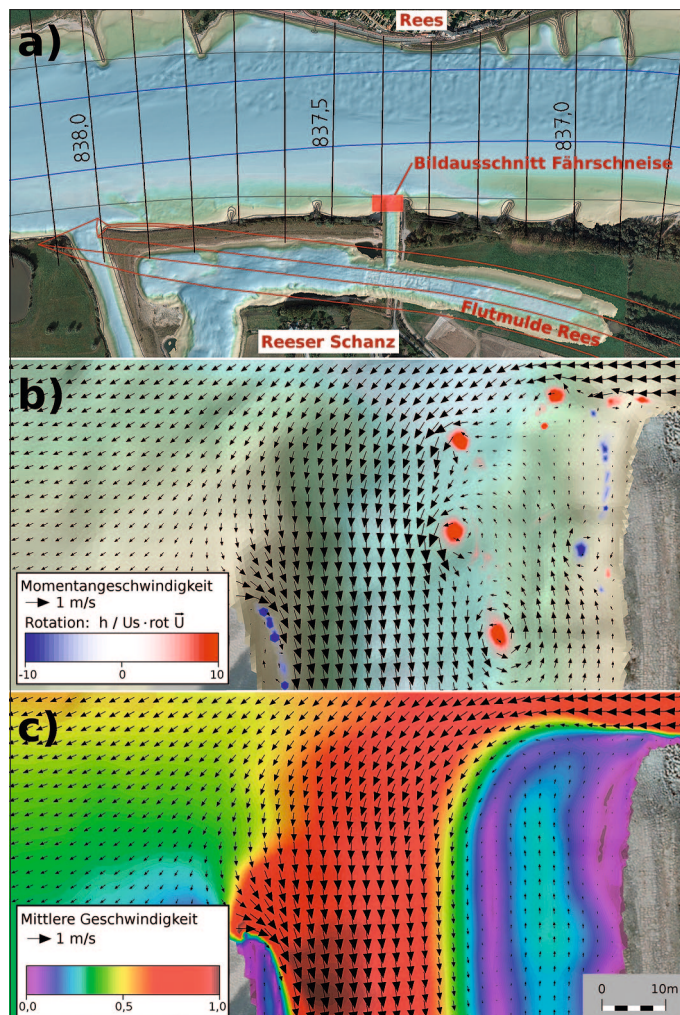 a)
Rees
838,0
837,5
837,0
Bildausschnitt Fährschneise
Flutmulde Rees
Reeser Schanz
b)
Momentangeschwindigkeit
1 m/s
Rotation: h / Us · rot U⃗
-10 0 10
c)
Mittlere Geschwindigkeit
1 m/s
0,0 0,5 1,0
0 10m